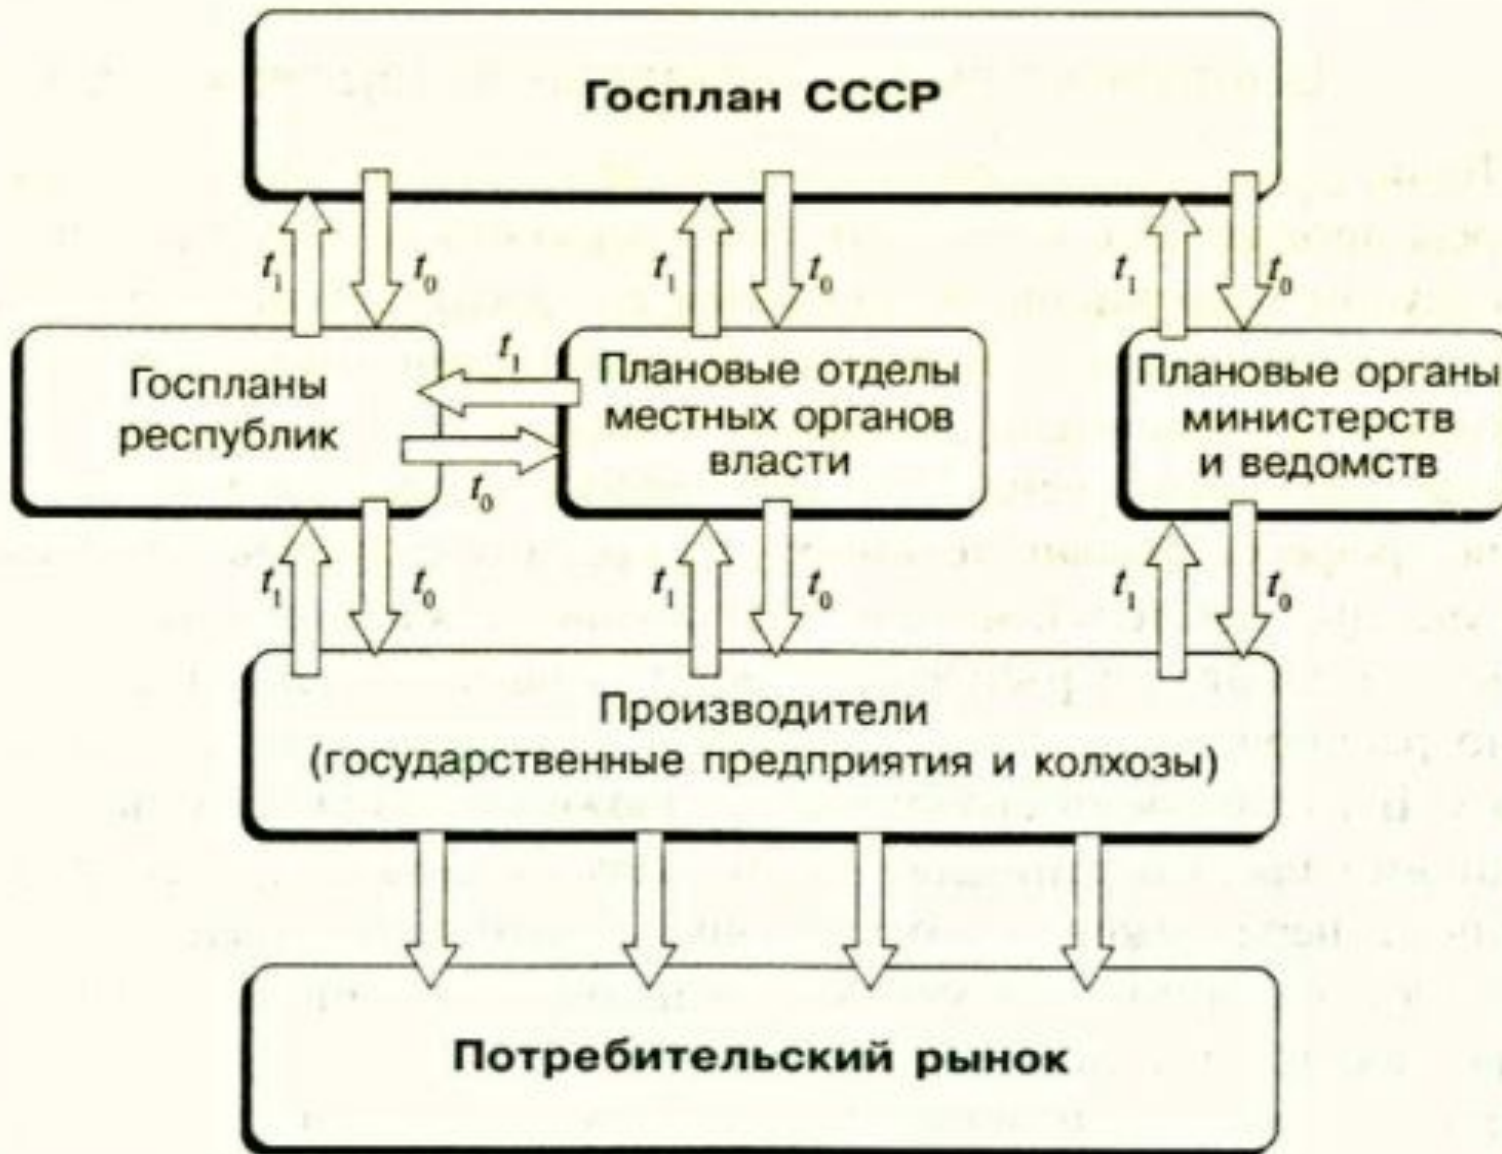 Госплан СССР
t₁ t₀ t₁ t₀ t₁ t₀
Госпланы
республик
t₁
t₀
Плановые отделы
местных органов
власти
Плановые органы
министерств
и ведомств
t₁ t₀ t₁ t₀ t₁ t₀
Производители
(государственные предприятия и колхозы)
Потребительский рынок